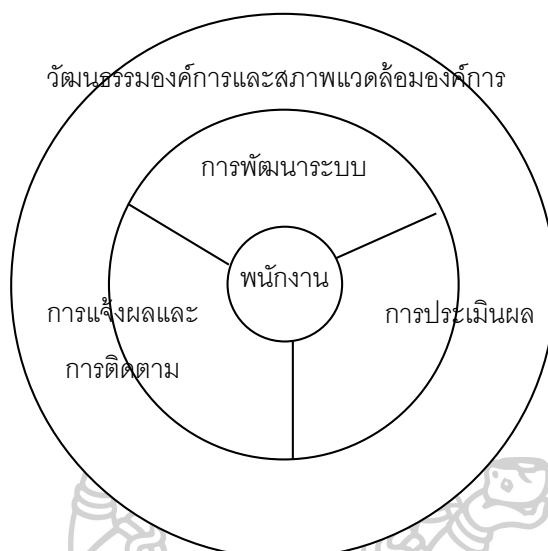 วัฒนธรรมองค์การและสภาพแวดล้อมองค์การ
การพัฒนาระบบ
พนักงาน
การแจ้งผลและ
การติดตาม
การประเมินผล